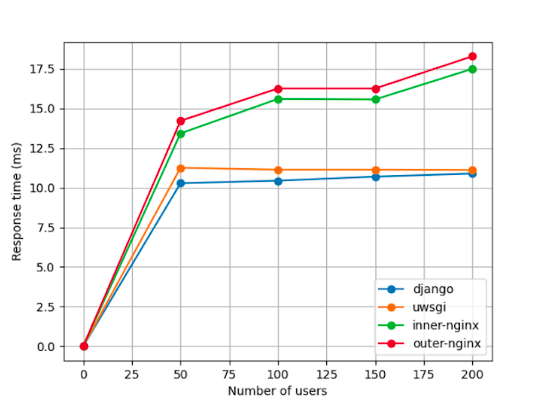 17.5
15.0
12.5
10.0
7.5
5.0
2.5
0.0
Response time (ms)
django
uwsgi
inner-nginx
outer-nginx
0 25 50 75 100 125 150 175 200
Number of users